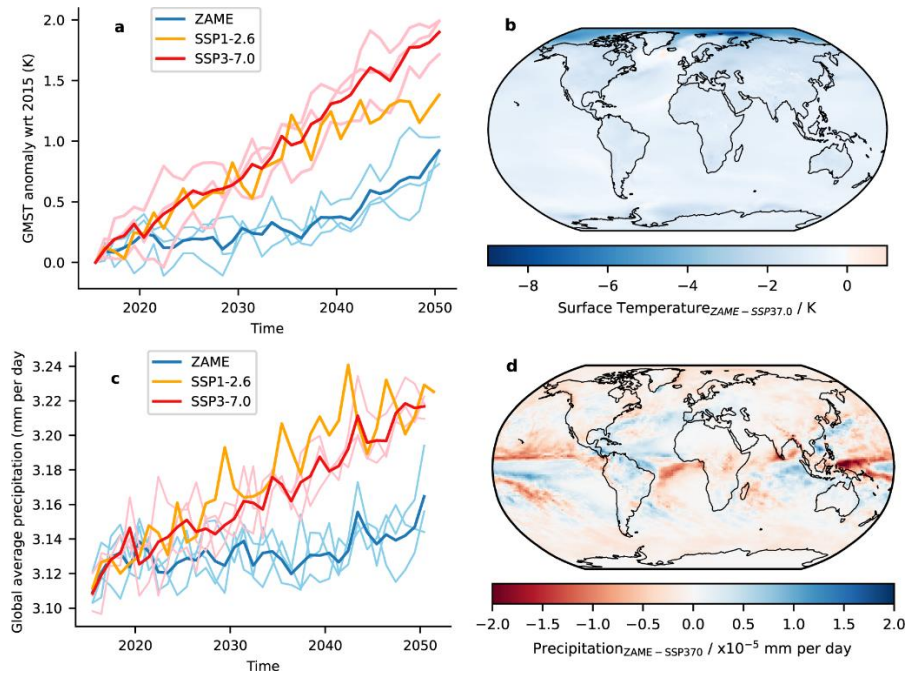 a
ZAME
SSP1-2.6
SSP3-7.0
GMST anomaly wrt 2015 (K)
2.0
1.5
1.0
0.5
0.0
2020
2030
2040
2050
Time
b
−8
−6
−4
−2
0
Surface Temperature ZAME − SSP37.0 / K
c
ZAME
SSP1-2.6
SSP3-7.0
Global average precipitation (mm per day
3.24
3.22
3.20
3.18
3.16
3.14
3.12
3.10
2020
2030
2040
2050
Time
d
−2.0
−1.5
−1.0
−0.5
0.0
0.5
1.0
1.5
2.0
Precipitation ZAME − SSP370 / x10⁻⁵ mm per day